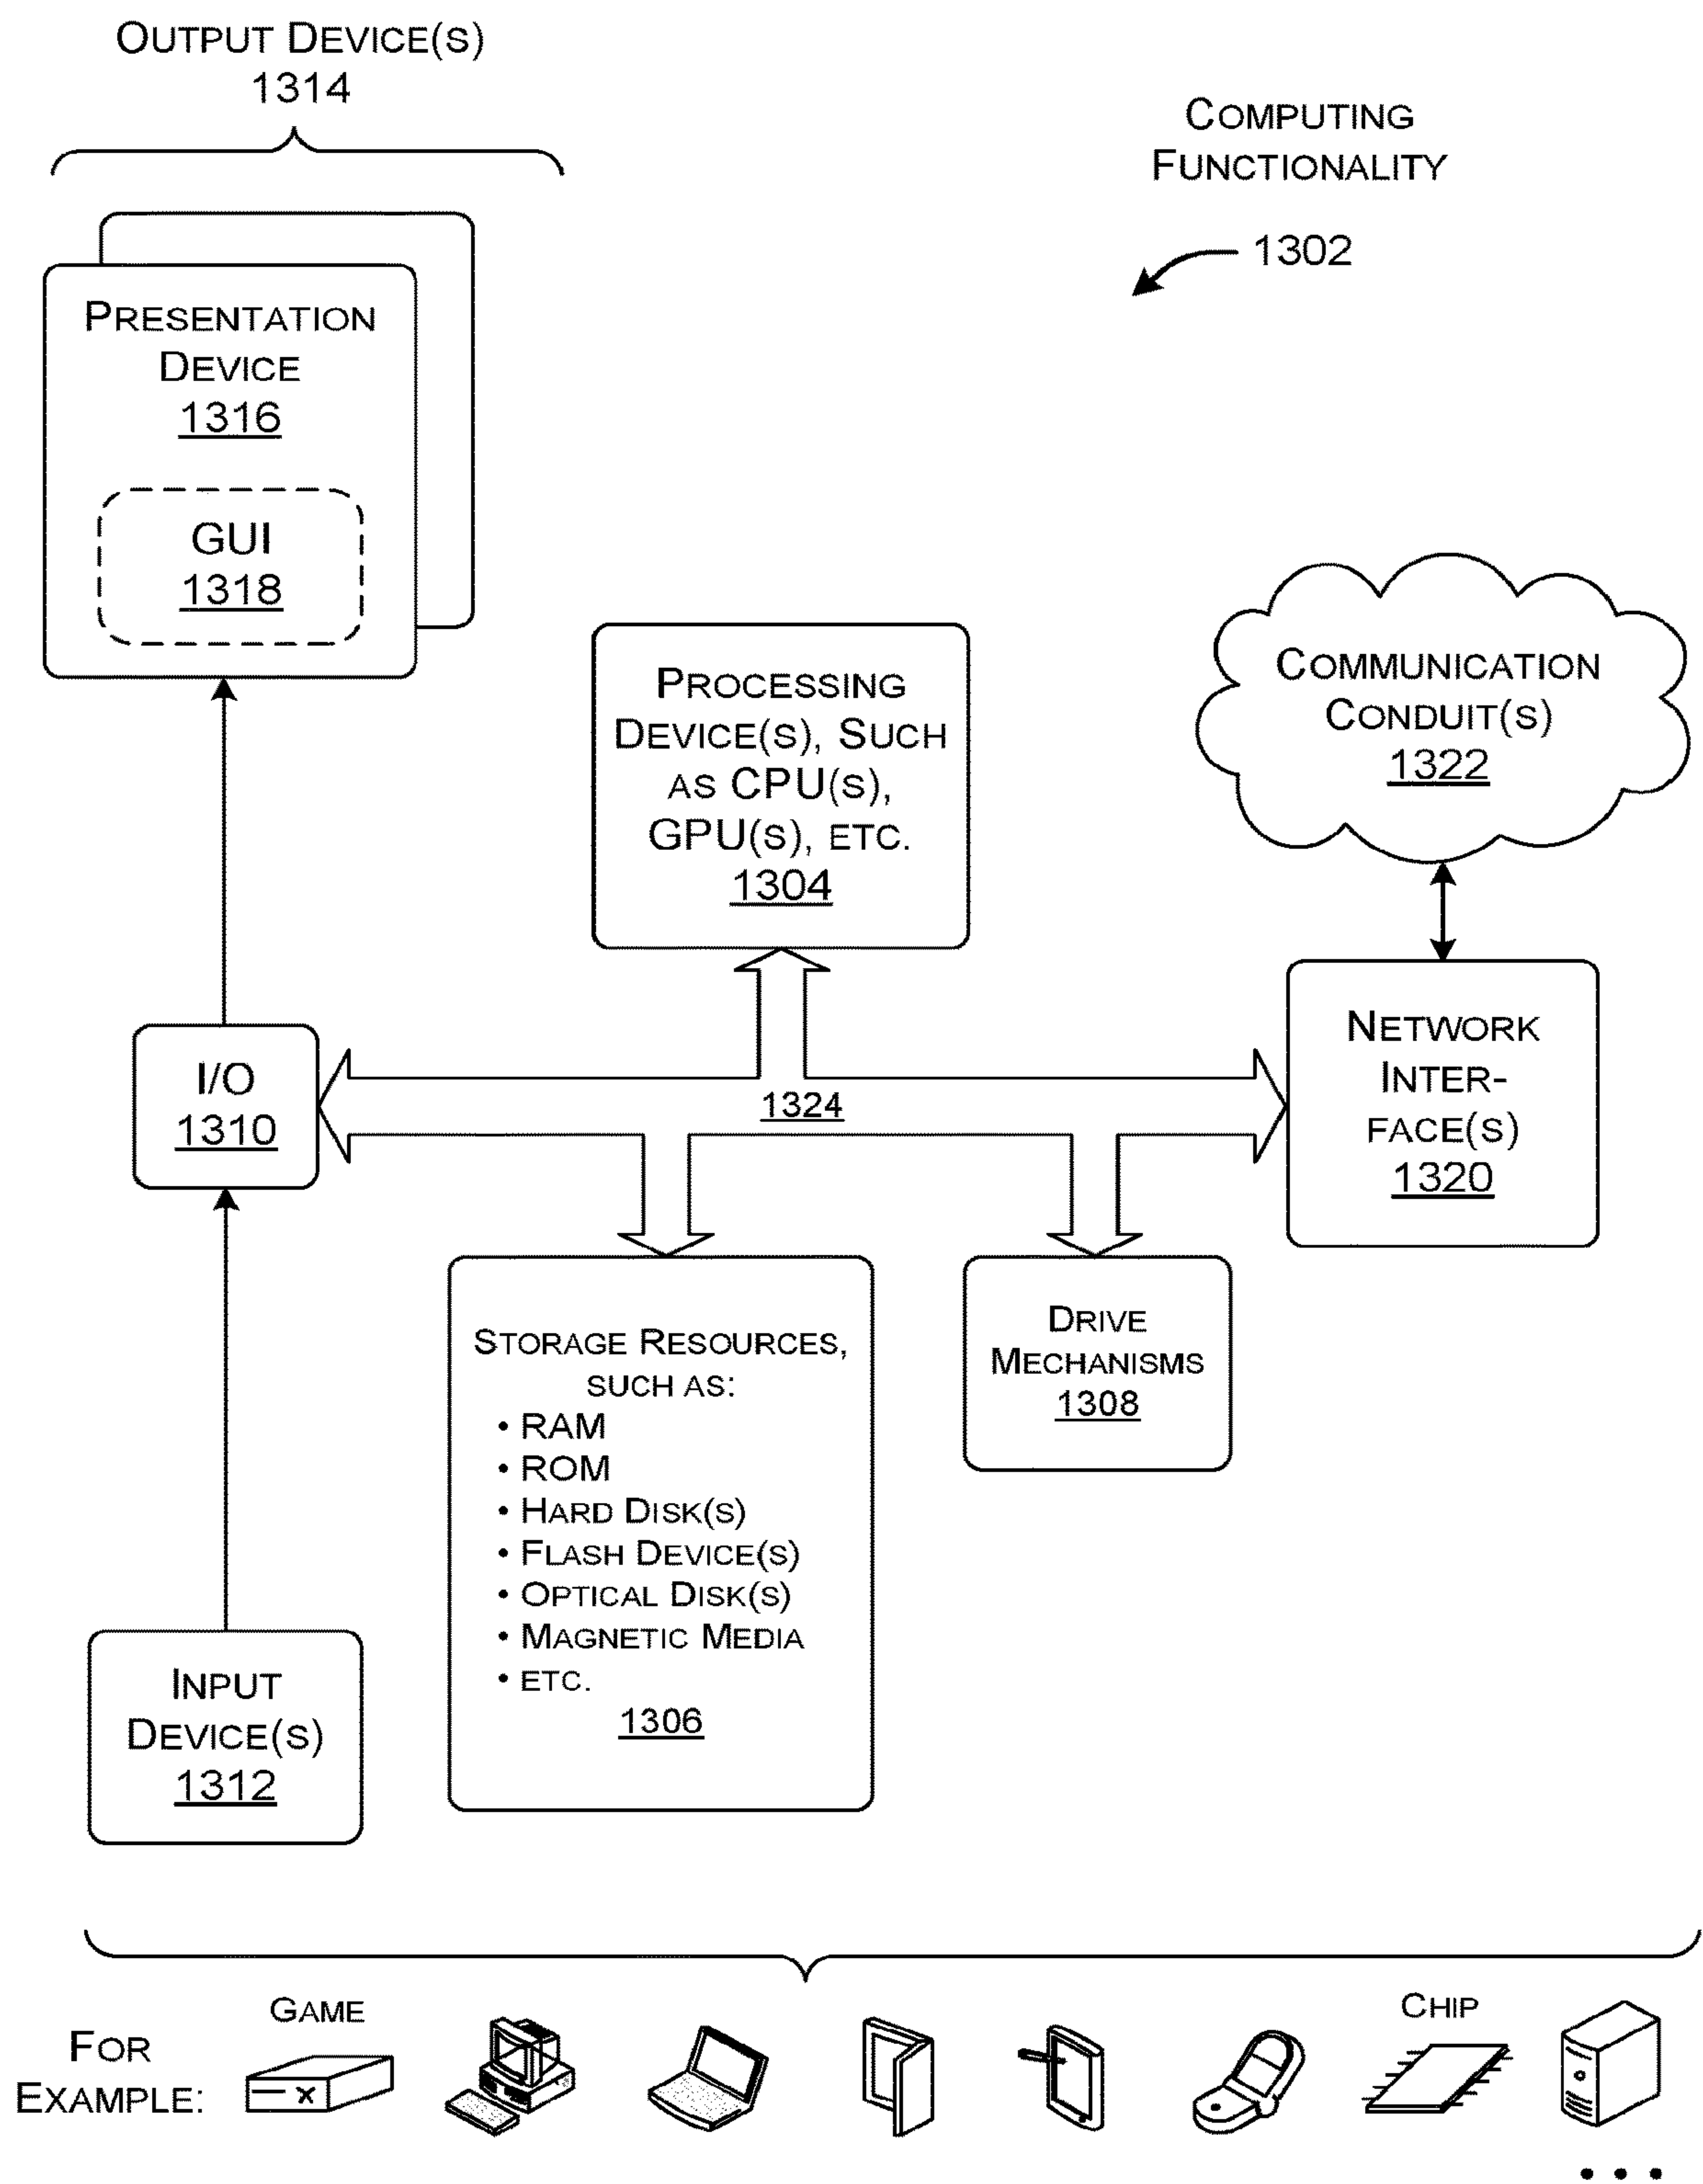 OUTPUT DEVICE(S)
1314
COMPUTING
FUNCTIONALITY
1302
PRESENTATION
DEVICE
1316
GUI
1318
PROCESSING
DEVICE(S), SUCH
AS CPU(S),
GPU(S), ETC.
1304
COMMUNICATION
CONDUIT(S)
1322
I/O
1310
1324
NETWORK
INTER-
FACE(S)
1320
STORAGE RESOURCES,
SUCH AS:
• RAM
• ROM
• HARD DISK(S)
• FLASH DEVICE(S)
• OPTICAL DISK(S)
• MAGNETIC MEDIA
• ETC.
1306
DRIVE
MECHANISMS
1308
INPUT
DEVICE(S)
1312
FOR
EXAMPLE:
GAME
X
CHIP
• • •